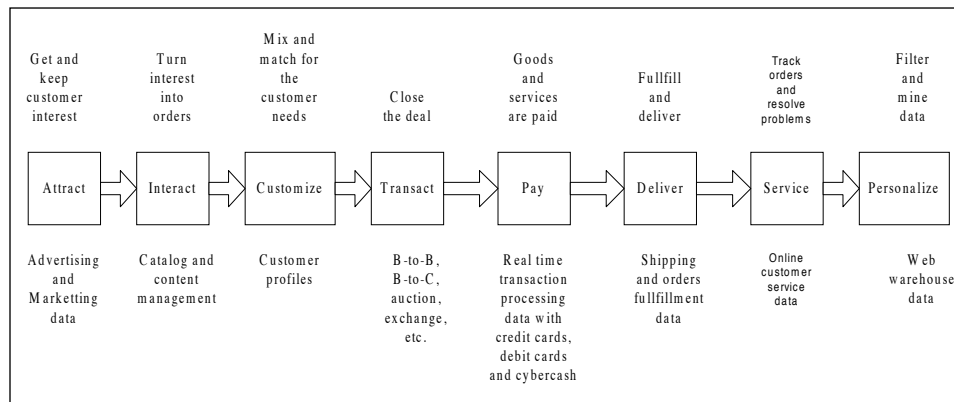 Get and
keep
customer
interest
Turn
interest
into
orders
Mix and
match for
the
customer
needs
Close
the deal
Goods
and
services
are paid
Fullfill
and
deliver
Track
orders
and
resolve
problems
Filter
and
mine
data
Attract
Interact
Customize
Transact
Pay
Deliver
Service
Personalize
Advertising
and
Marketting
data
Catalog and
content
management
Customer
profiles
B-to-B,
B-to-C,
auction,
exchange,
etc.
Real time
transaction
processing
data with
credit cards,
debit cards
and cybercash
Shipping
and orders
fullfillment
data
Online
customer
service
data
Web
warehouse
data